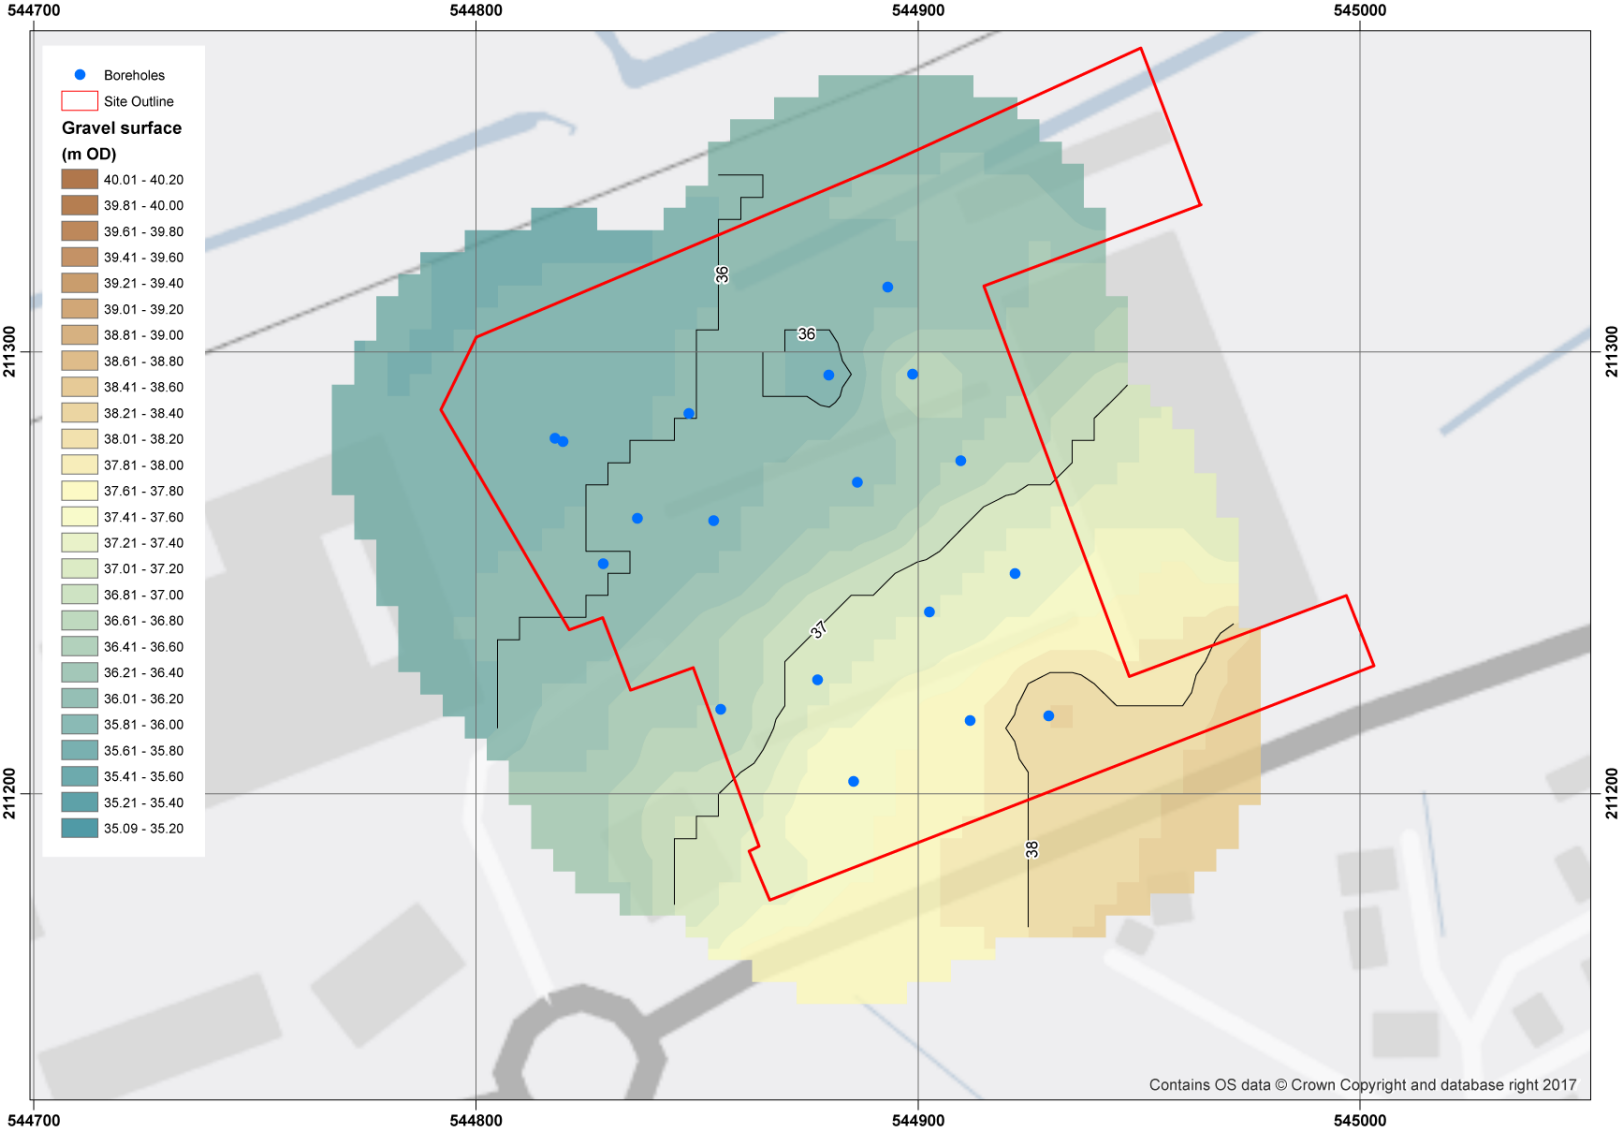 544700 544800 544900 545000
Boreholes
Site Outline
Gravel surface
(m OD)
40.01 - 40.20
39.81 - 40.00
39.61 - 39.80
39.41 - 39.60
39.21 - 39.40
39.01 - 39.20
38.81 - 39.00
38.61 - 38.80
38.41 - 38.60
38.21 - 38.40
38.01 - 38.20
37.81 - 38.00
37.61 - 37.80
37.41 - 37.60
37.21 - 37.40
37.01 - 37.20
36.81 - 37.00
36.61 - 36.80
36.41 - 36.60
36.21 - 36.40
36.01 - 36.20
35.81 - 36.00
35.61 - 35.80
35.41 - 35.60
35.21 - 35.40
35.09 - 35.20
211300
211200
36
36
37
38
211300
211200
Contains OS data © Crown Copyright and database right 2017
544700 544800 544900 545000